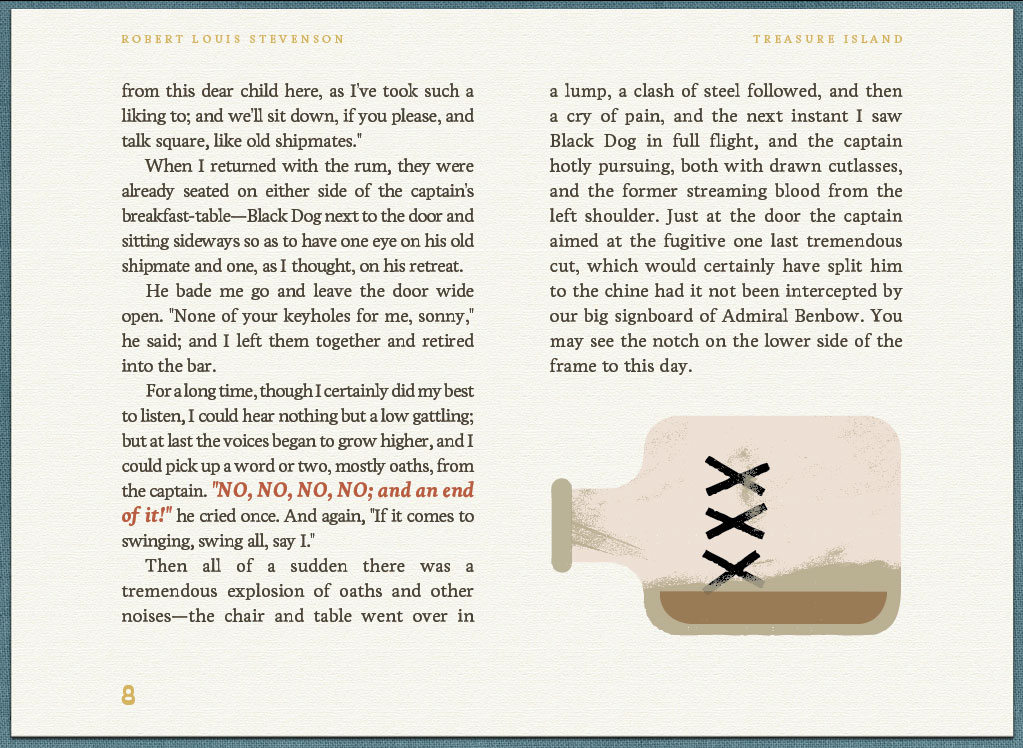 ROBERT LOUIS STEVENSON
TREASURE ISLAND
from this dear child here, as I've took such a
liking to; and we'll sit down, if you please, and
talk square, like old shipmates."
When I returned with the rum, they were
already seated on either side of the captain's
breakfast-table—Black Dog next to the door and
sitting sideways so as to have one eye on his old
shipmate and one, as I thought, on his retreat.
He bade me go and leave the door wide
open. "None of your keyholes for me, sonny,"
he said; and I left them together and retired
into the bar.
For a long time, though I certainly did my best
to listen, I could hear nothing but a low gattling;
but at last the voices began to grow higher, and I
could pick up a word or two, mostly oaths, from
the captain. "NO, NO, NO, NO; and an end
of it!" he cried once. And again, "If it comes to
swinging, swing all, say I."
Then all of a sudden there was a
tremendous explosion of oaths and other
noises—the chair and table went over in
8
a lump, a clash of steel followed, and then
a cry of pain, and the next instant I saw
Black Dog in full flight, and the captain
hotly pursuing, both with drawn cutlasses,
and the former streaming blood from the
left shoulder. Just at the door the captain
aimed at the fugitive one last tremendous
cut, which would certainly have split him
to the chine had it not been intercepted by
our big signboard of Admiral Benbow. You
may see the notch on the lower side of the
frame to this day.